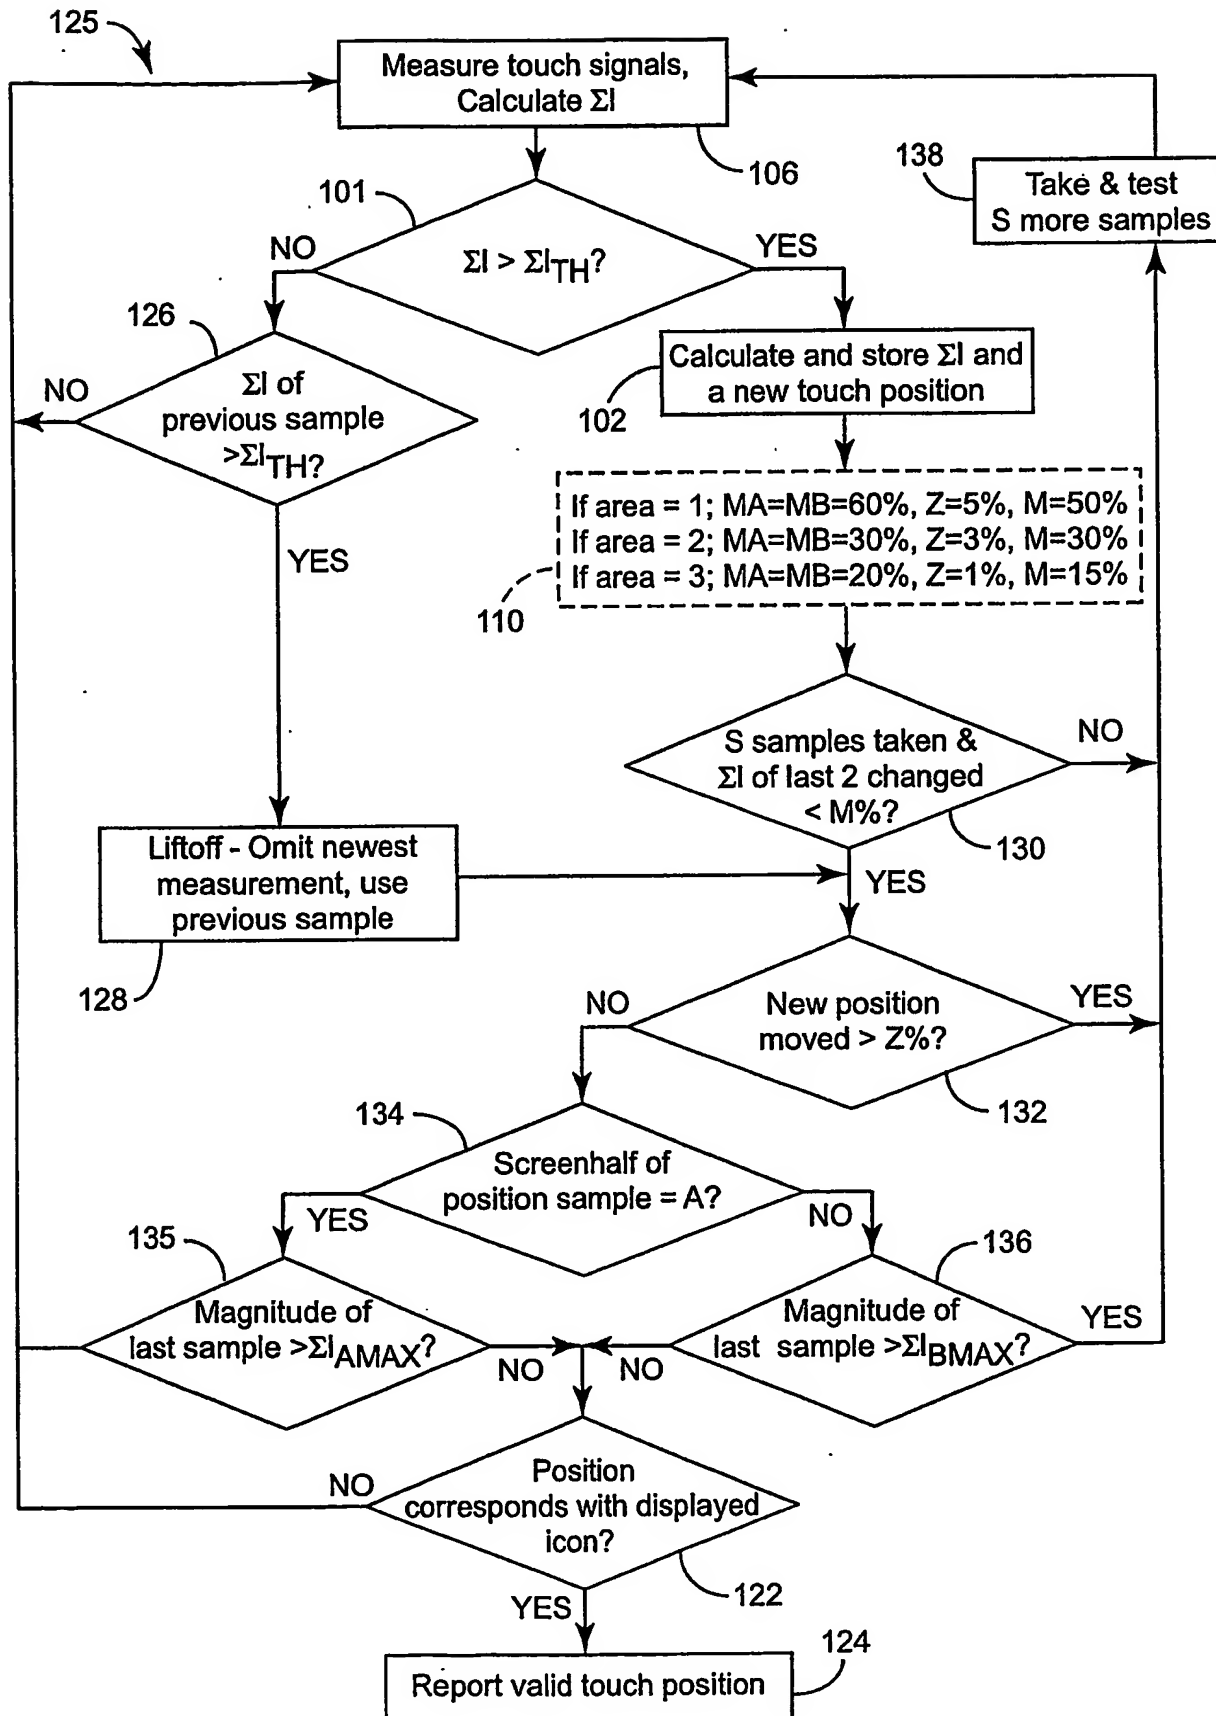 125
Measure touch signals,
Calculate ΣI
106
138
Take & test
S more samples
101
NO
ΣI > ΣITH?
YES
126
NO
ΣI of
previous sample
>ΣITH?
YES
Calculate and store ΣI and
a new touch position
102
If area = 1; MA=MB=60%, Z=5%, M=50%
If area = 2; MA=MB=30%, Z=3%, M=30%
If area = 3; MA=MB=20%, Z=1%, M=15%
110
S samples taken &
ΣI of last 2 changed
< M%?
NO
130
YES
Liftoff - Omit newest
measurement, use
previous sample
128
NO
New position
moved > Z%?
YES
132
134
Screenhalf of
position sample = A?
YES
NO
135
Magnitude of
last sample >ΣIAMAX?
NO
136
Magnitude of
last sample >ΣIBMAX?
YES
NO
NO
Position
corresponds with displayed
icon?
122
YES
124
Report valid touch position